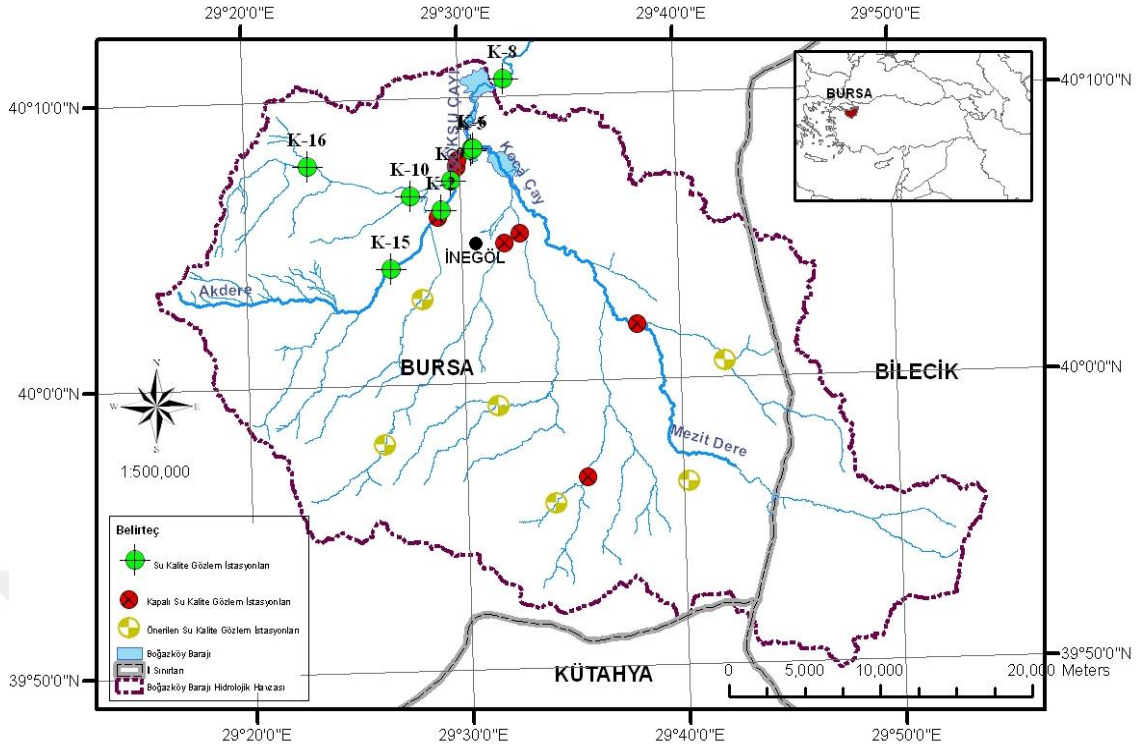 29°20'0"E
29°30'0"E
29°40'0"E
29°50'0"E
40°10'0"N
40°10'0"N
K-8
BURSA
K-16
K-10
K-2
K-15
Koca Çay
İNEGÖL
Akdere
BURSA
BİLECİK
40°0'0"N
40°0'0"N
N
W
E
S
Mezit Dere
1:500,000
Belirteç
Su Kalite Gözlem İstasyonları
Kapalı Su Kalite Gözlem İstasyonları
Önerilen Su Kalite Gözlem İstasyonları
Boğazköy Barajı
İl Sınırları
Boğazköy Barajı Hidrolojik Havzası
KÜTAHYA
0 5,000 10,000 20,000 Meters
39°50'0"N
39°50'0"N
29°20'0"E
29°30'0"E
29°40'0"E
29°50'0"E